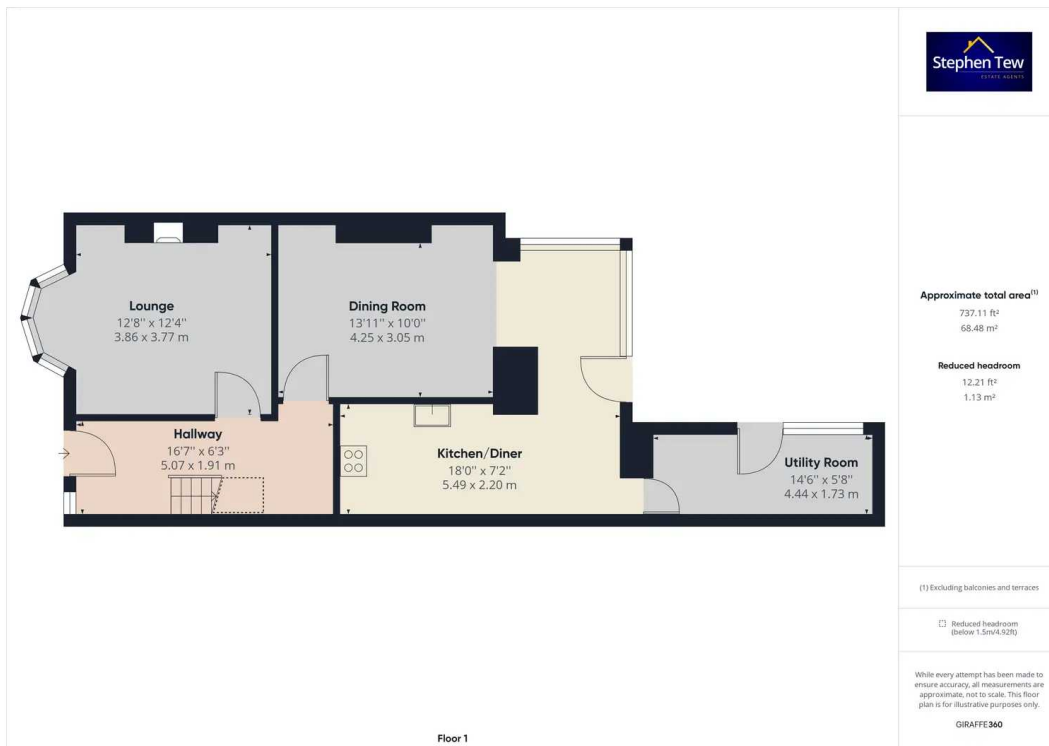 Stephen Tew
ESTATE AGENTS
Lounge
12'8" x 12'4"
3.86 x 3.77 m
Dining Room
13'11" x 10'0"
4.25 x 3.05 m
Hallway
16'7" x 6'3"
5.07 x 1.91 m
Kitchen/Diner
18'0" x 7'2"
5.49 x 2.20 m
Utility Room
14'6" x 5'8"
4.44 x 1.73 m
Floor 1
Approximate total area(1)
737.11 ft²
68.48 m²
Reduced headroom
12.21 ft²
1.13 m²
(1) Excluding balconies and terraces
Reduced headroom
(below 1.5m/4.92ft)
While every attempt has been made to
ensure accuracy, all measurements are
approximate, not to scale. This floor
plan is for illustrative purposes only.
GIRAFFE360